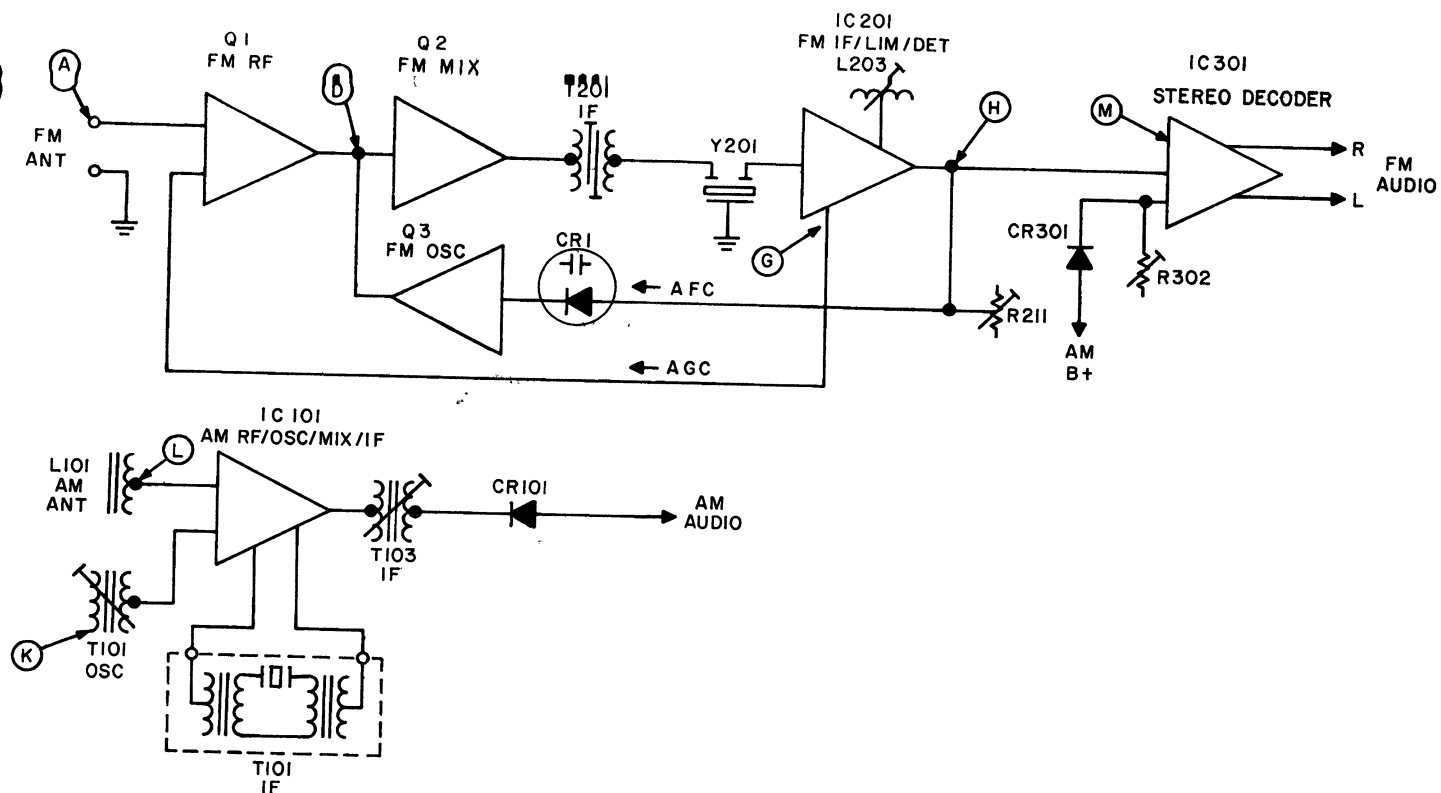 A
FM
ANT
Q1
FM RF
B
Q2
FM MIX
T201
IF
Y201
IC201
FM IF/LIM/DET
L203
G
H
IC301
STEREO DECODER
M
R
L
FM
AUDIO
CR301
R302
AM
B+
Q3
FM OSC
CR1
AFC
R211
AGC
IC101
AM RF/OSC/MIX/IF
L101
AM
ANT
L
T103
IF
CR101
AM
AUDIO
K
T101
OSC
T101
IF